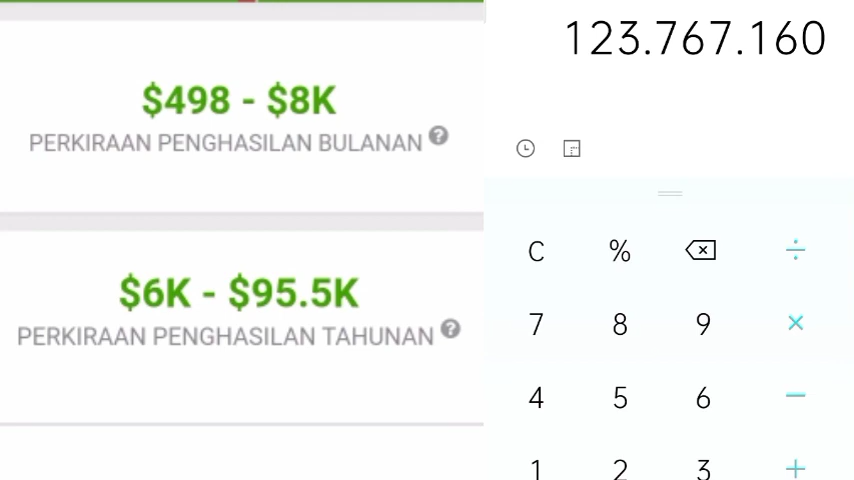 $498 - $8K
PERKIRAAN PENGHASILAN BULANAN ?
$6K - $95.5K
PERKIRAAN PENGHASILAN TAHUNAN ?
123.767.160
C % ÷
7 8 9 ×
4 5 6 −
1 2 3 +